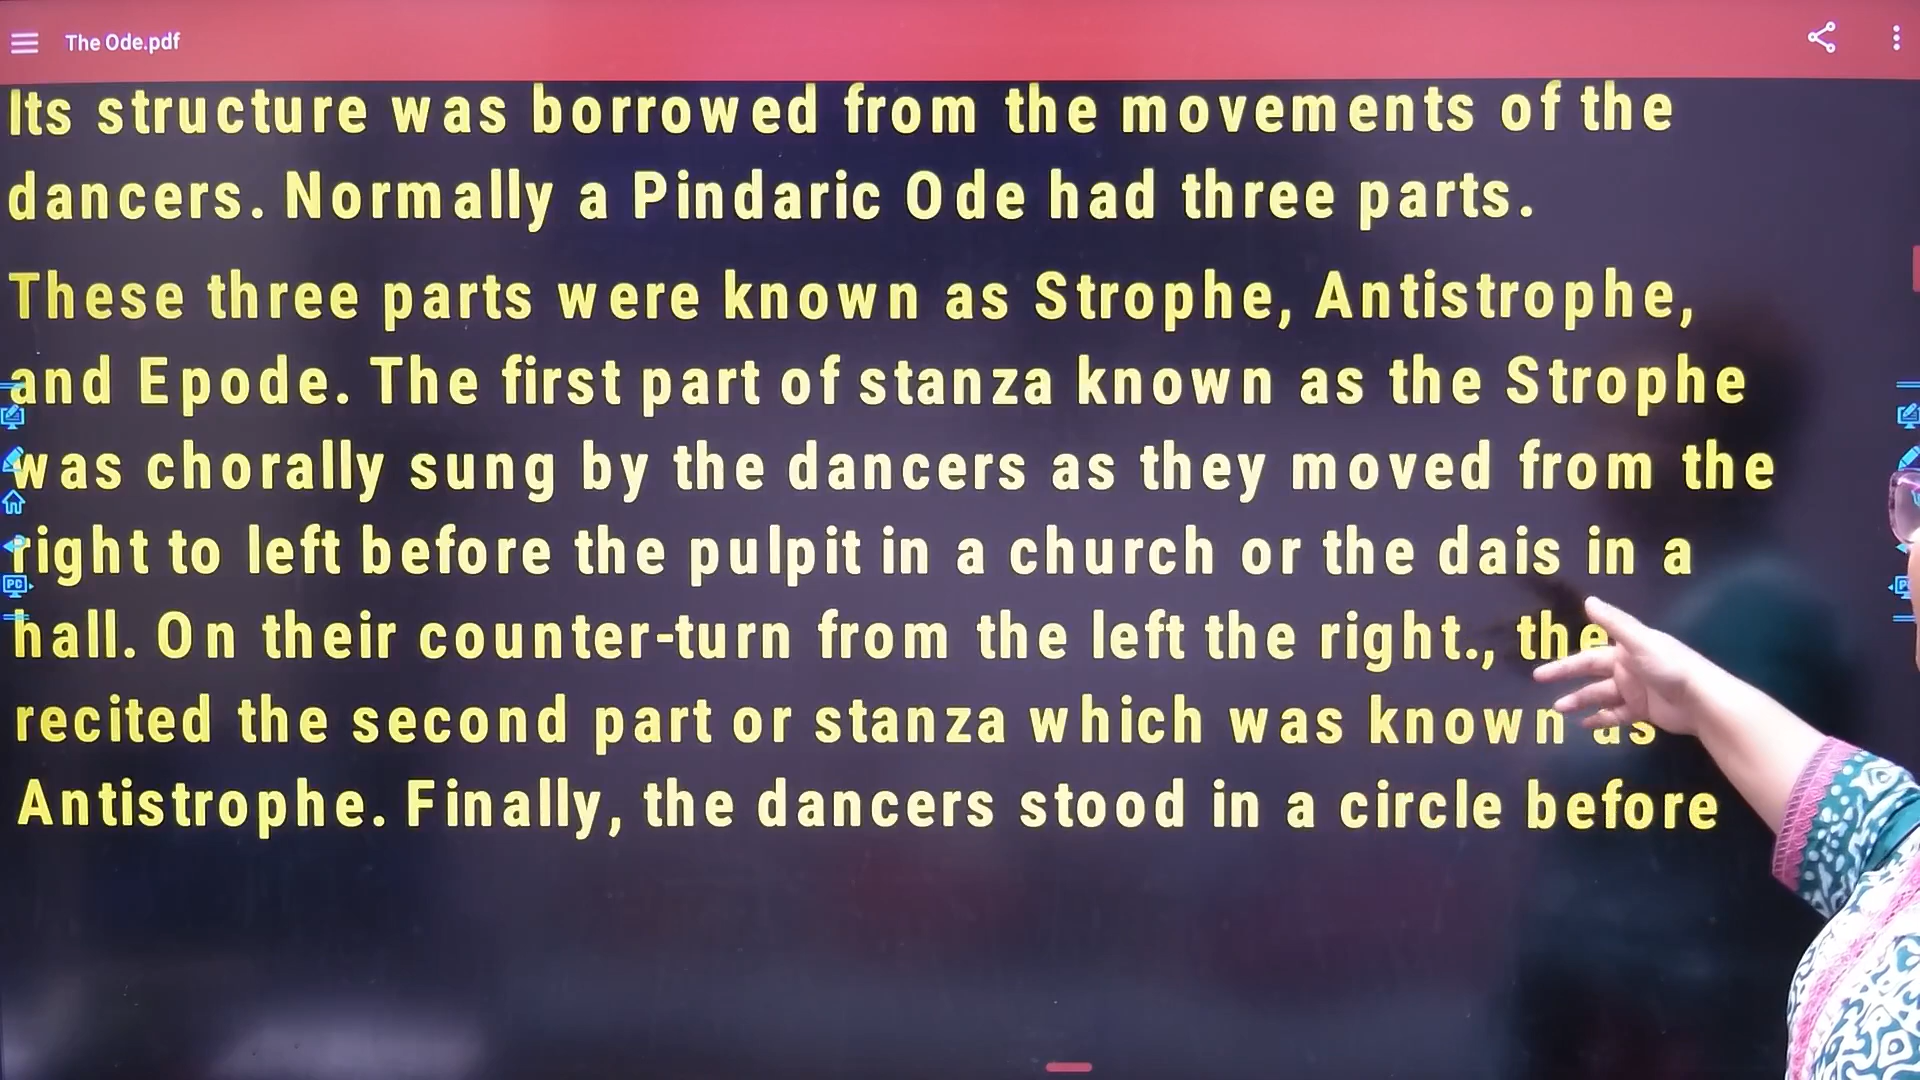 The Ode.pdf
Its structure was borrowed from the movements of the
dancers. Normally a Pindaric Ode had three parts.
These three parts were known as Strophe, Antistrophe,
and Epode. The first part of stanza known as the Strophe
was chorally sung by the dancers as they moved from the
right to left before the pulpit in a church or the dais in a
hall. On their counter-turn from the left the right.,
recited the second part or stanza which was known as
Antistrophe. Finally, the dancers stood in a circle before